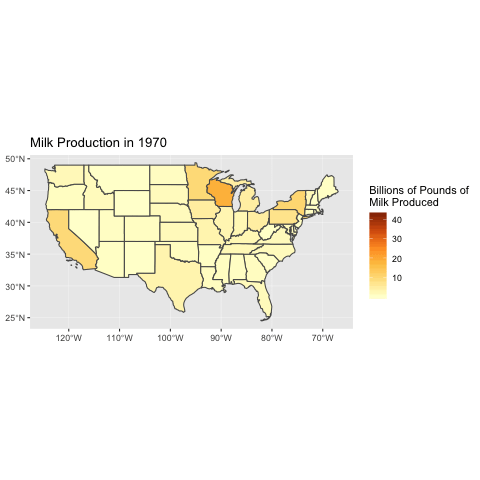 Milk Production in 1970
50°N
45°N
40°N
35°N
30°N
25°N
120°W 110°W 100°W 90°W 80°W 70°W
Billions of Pounds of
Milk Produced
40
30
20
10